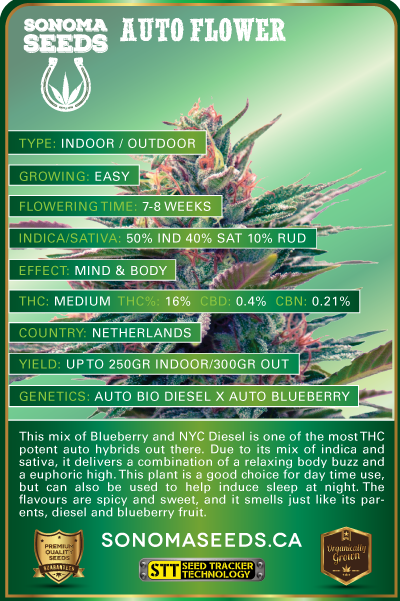 SONOMA
SEEDS
AUTO FLOWER
TYPE: INDOOR / OUTDOOR
GROWING: EASY
FLOWERING TIME: 7-8 WEEKS
INDICA/SATIVA: 50% IND 40% SAT 10% RUD
EFFECT: MIND & BODY
THC: MEDIUM THC%: 16% CBD: 0.4% CBN: 0.21%
COUNTRY: NETHERLANDS
YIELD: UP TO 250GR INDOOR/300GR OUT
GENETICS: AUTO BIO DIESEL X AUTO BLUEBERRY
This mix of Blueberry and NYC Diesel is one of the most THC
potent auto hybrids out there. Due to its mix of indica and
sativa, it delivers a combination of a relaxing body buzz and
a euphoric high. This plant is a good choice for day time use,
but can also be used to help induce sleep at night. The
flavours are spicy and sweet, and it smells just like its par-
ents, diesel and blueberry fruit.
PREMIUM
QUALITY
SEEDS
GUARANTEED
SONOMASEEDS.CA
STT SEED TRACKER
TECHNOLOGY
Organically
Grown